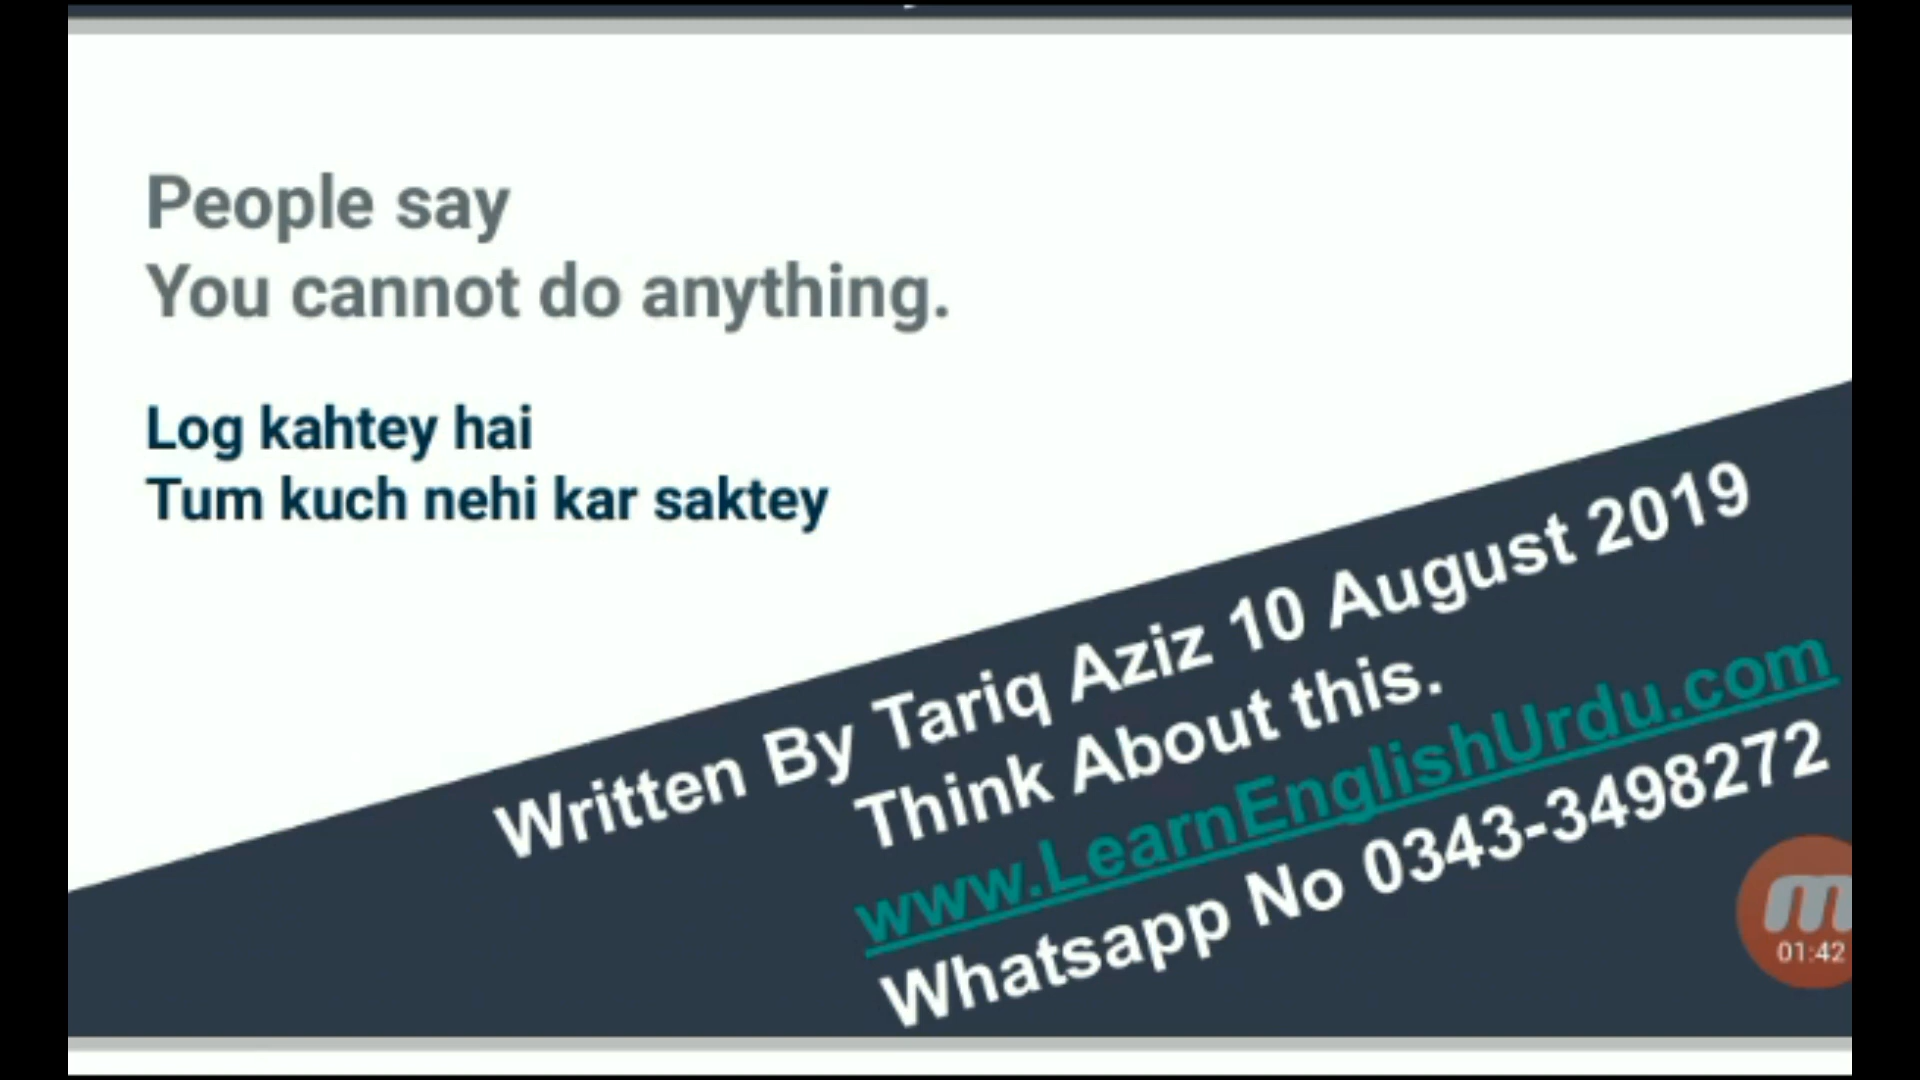 People say
You cannot do anything.
Log kahtey hai
Tum kuch nehi kar saktey
Written By Tariq Aziz 10 August 2019
Think About this.
www.LearnEnglishUrdu.com
Whatsapp No 0343-3498272
m
01:42